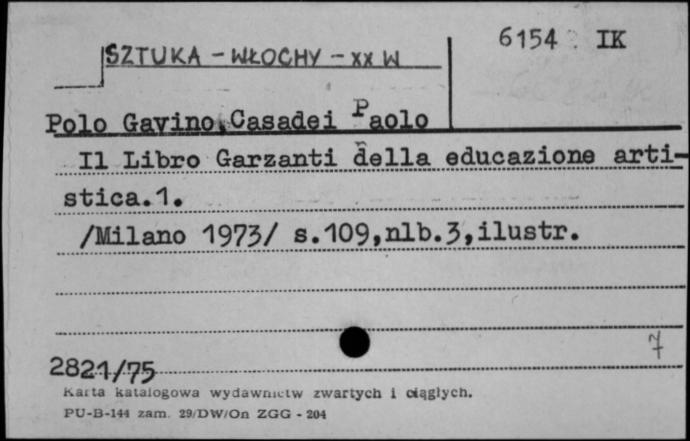 6154 IK
SZTUKA - WŁOCHY - XX W
Polo Gavino, Casadei Paolo
Il Libro Garzanti della educazione arti-
stica.1.
/Milano 1973/ s.109,nlb.3,ilustr.
7
2821/75
Karta katalogowa wydawnictw zwartych i ciągłych.
PU-B-144 zam. 29/DW/On ZGG - 204